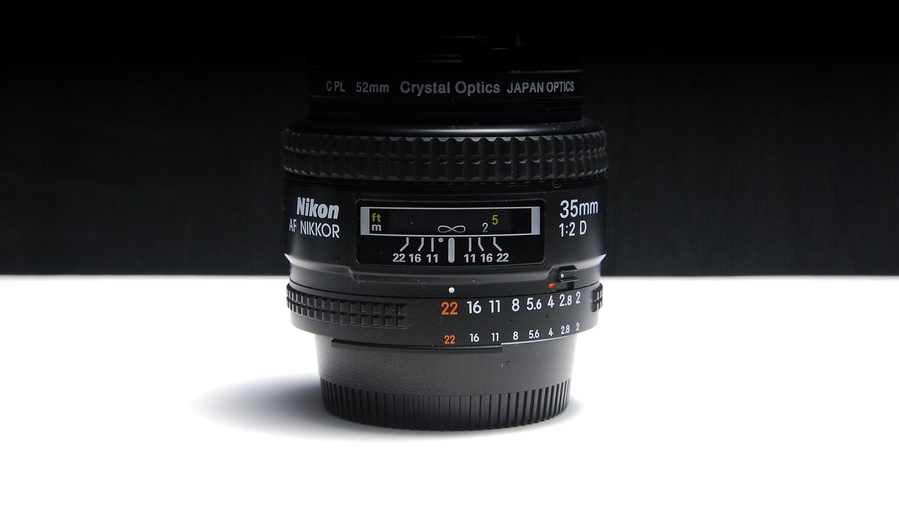 C PL 52mm Crystal Optics JAPAN OPTICS
Nikon
AF NIKKOR
ft
m
∞ 2 5
22 16 11 11 16 22
35mm
1:2 D
22 16 11 8 5.6 4 2.8 2
22 16 11 8 5.6 4 2.8 2